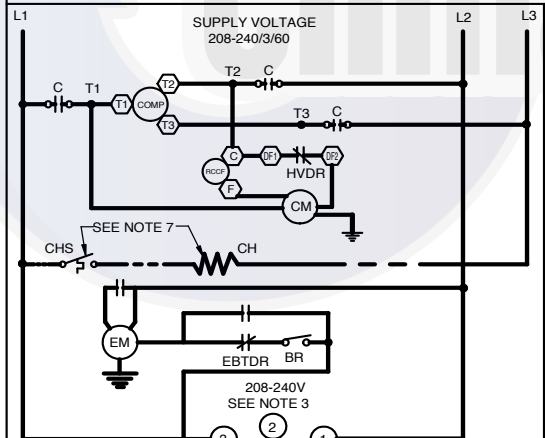 L1
SUPPLY VOLTAGE
208-240/3/60
L2
L3
C
T1
T1
COMP
T2
T3
T2
C
T3
C
C
DF1
DF2
HVDR
RCCF
F
CM
SEE NOTE 7
CHS
CH
EM
EBTDR
BR
208-240V
SEE NOTE 3
2
3
1